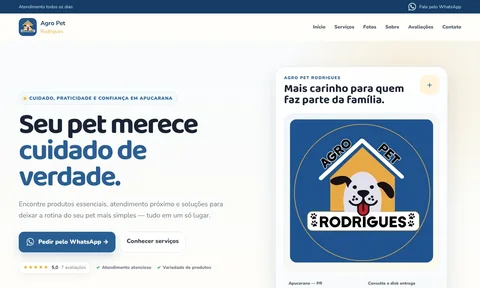 Atendimento todos os dias
Fale pelo WhatsApp
Agro Pet
Rodrigues
Início Serviços Fotos Sobre Avaliações Contato
CUIDADO, PRATICIDADE E CONFIANÇA EM APUCARANA
Seu pet merece
cuidado de
verdade.
Encontre produtos essenciais, atendimento próximo e soluções para
deixar a rotina do seu pet mais simples — tudo em um só lugar.
Pedir pelo WhatsApp →
Conhecer serviços
★★★★★ 5,0 7 avaliações
✓ Atendimento atencioso
✓ Variedade de produtos
AGRO PET RODRIGUES
Mais carinho para quem
faz parte da família.
+
AGRO PET
RODRIGUES
Apucarana — PR
Consulte o disk entrega